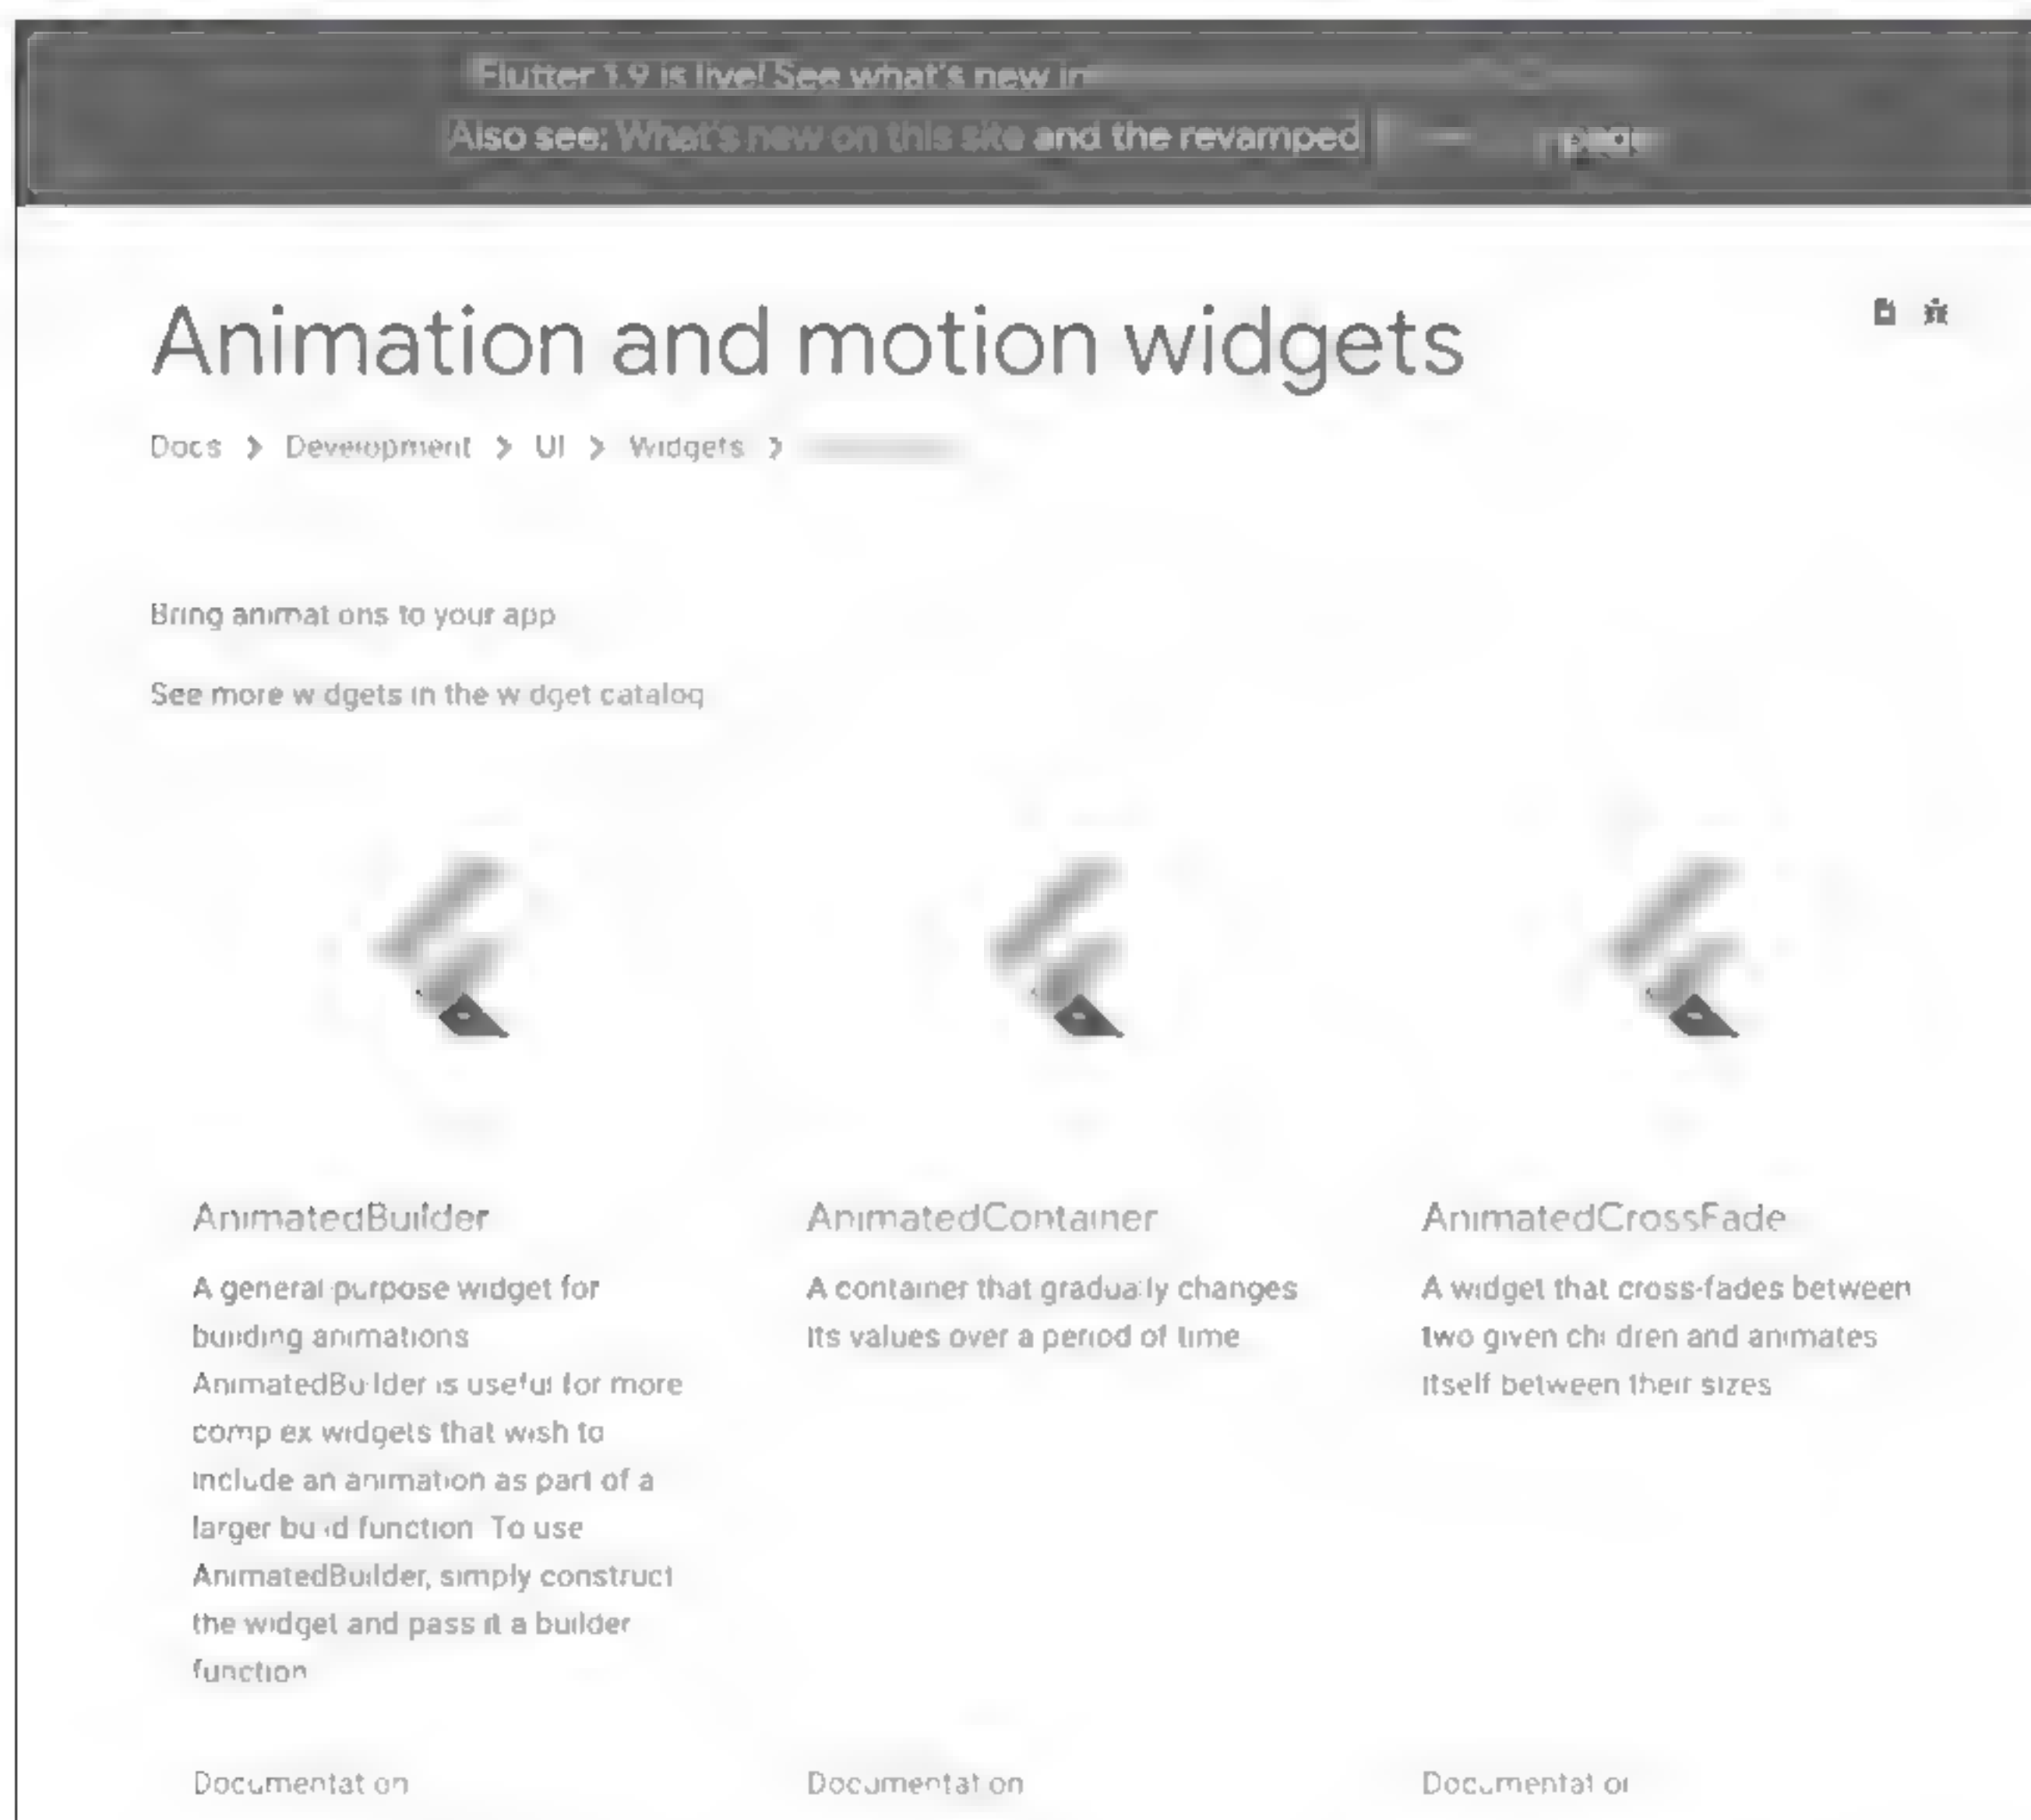 Flutter 1.9 is live! See what's new in
Also see: What's new on this site and the revamped
Animation and motion widgets
Docs > Development > UI > Widgets >
Bring animations to your app
See more widgets in the widget catalog
AnimatedBuilder
A general purpose widget for
building animations
AnimatedBuilder is useful for more
complex widgets that wish to
include an animation as part of a
larger build function To use
AnimatedBuilder, simply construct
the widget and pass it a builder
function
Documentation
AnimatedContainer
A container that gradually changes
its values over a period of time
Documentation
AnimatedCrossFade
A widget that cross-fades between
two given children and animates
itself between their sizes
Documentation